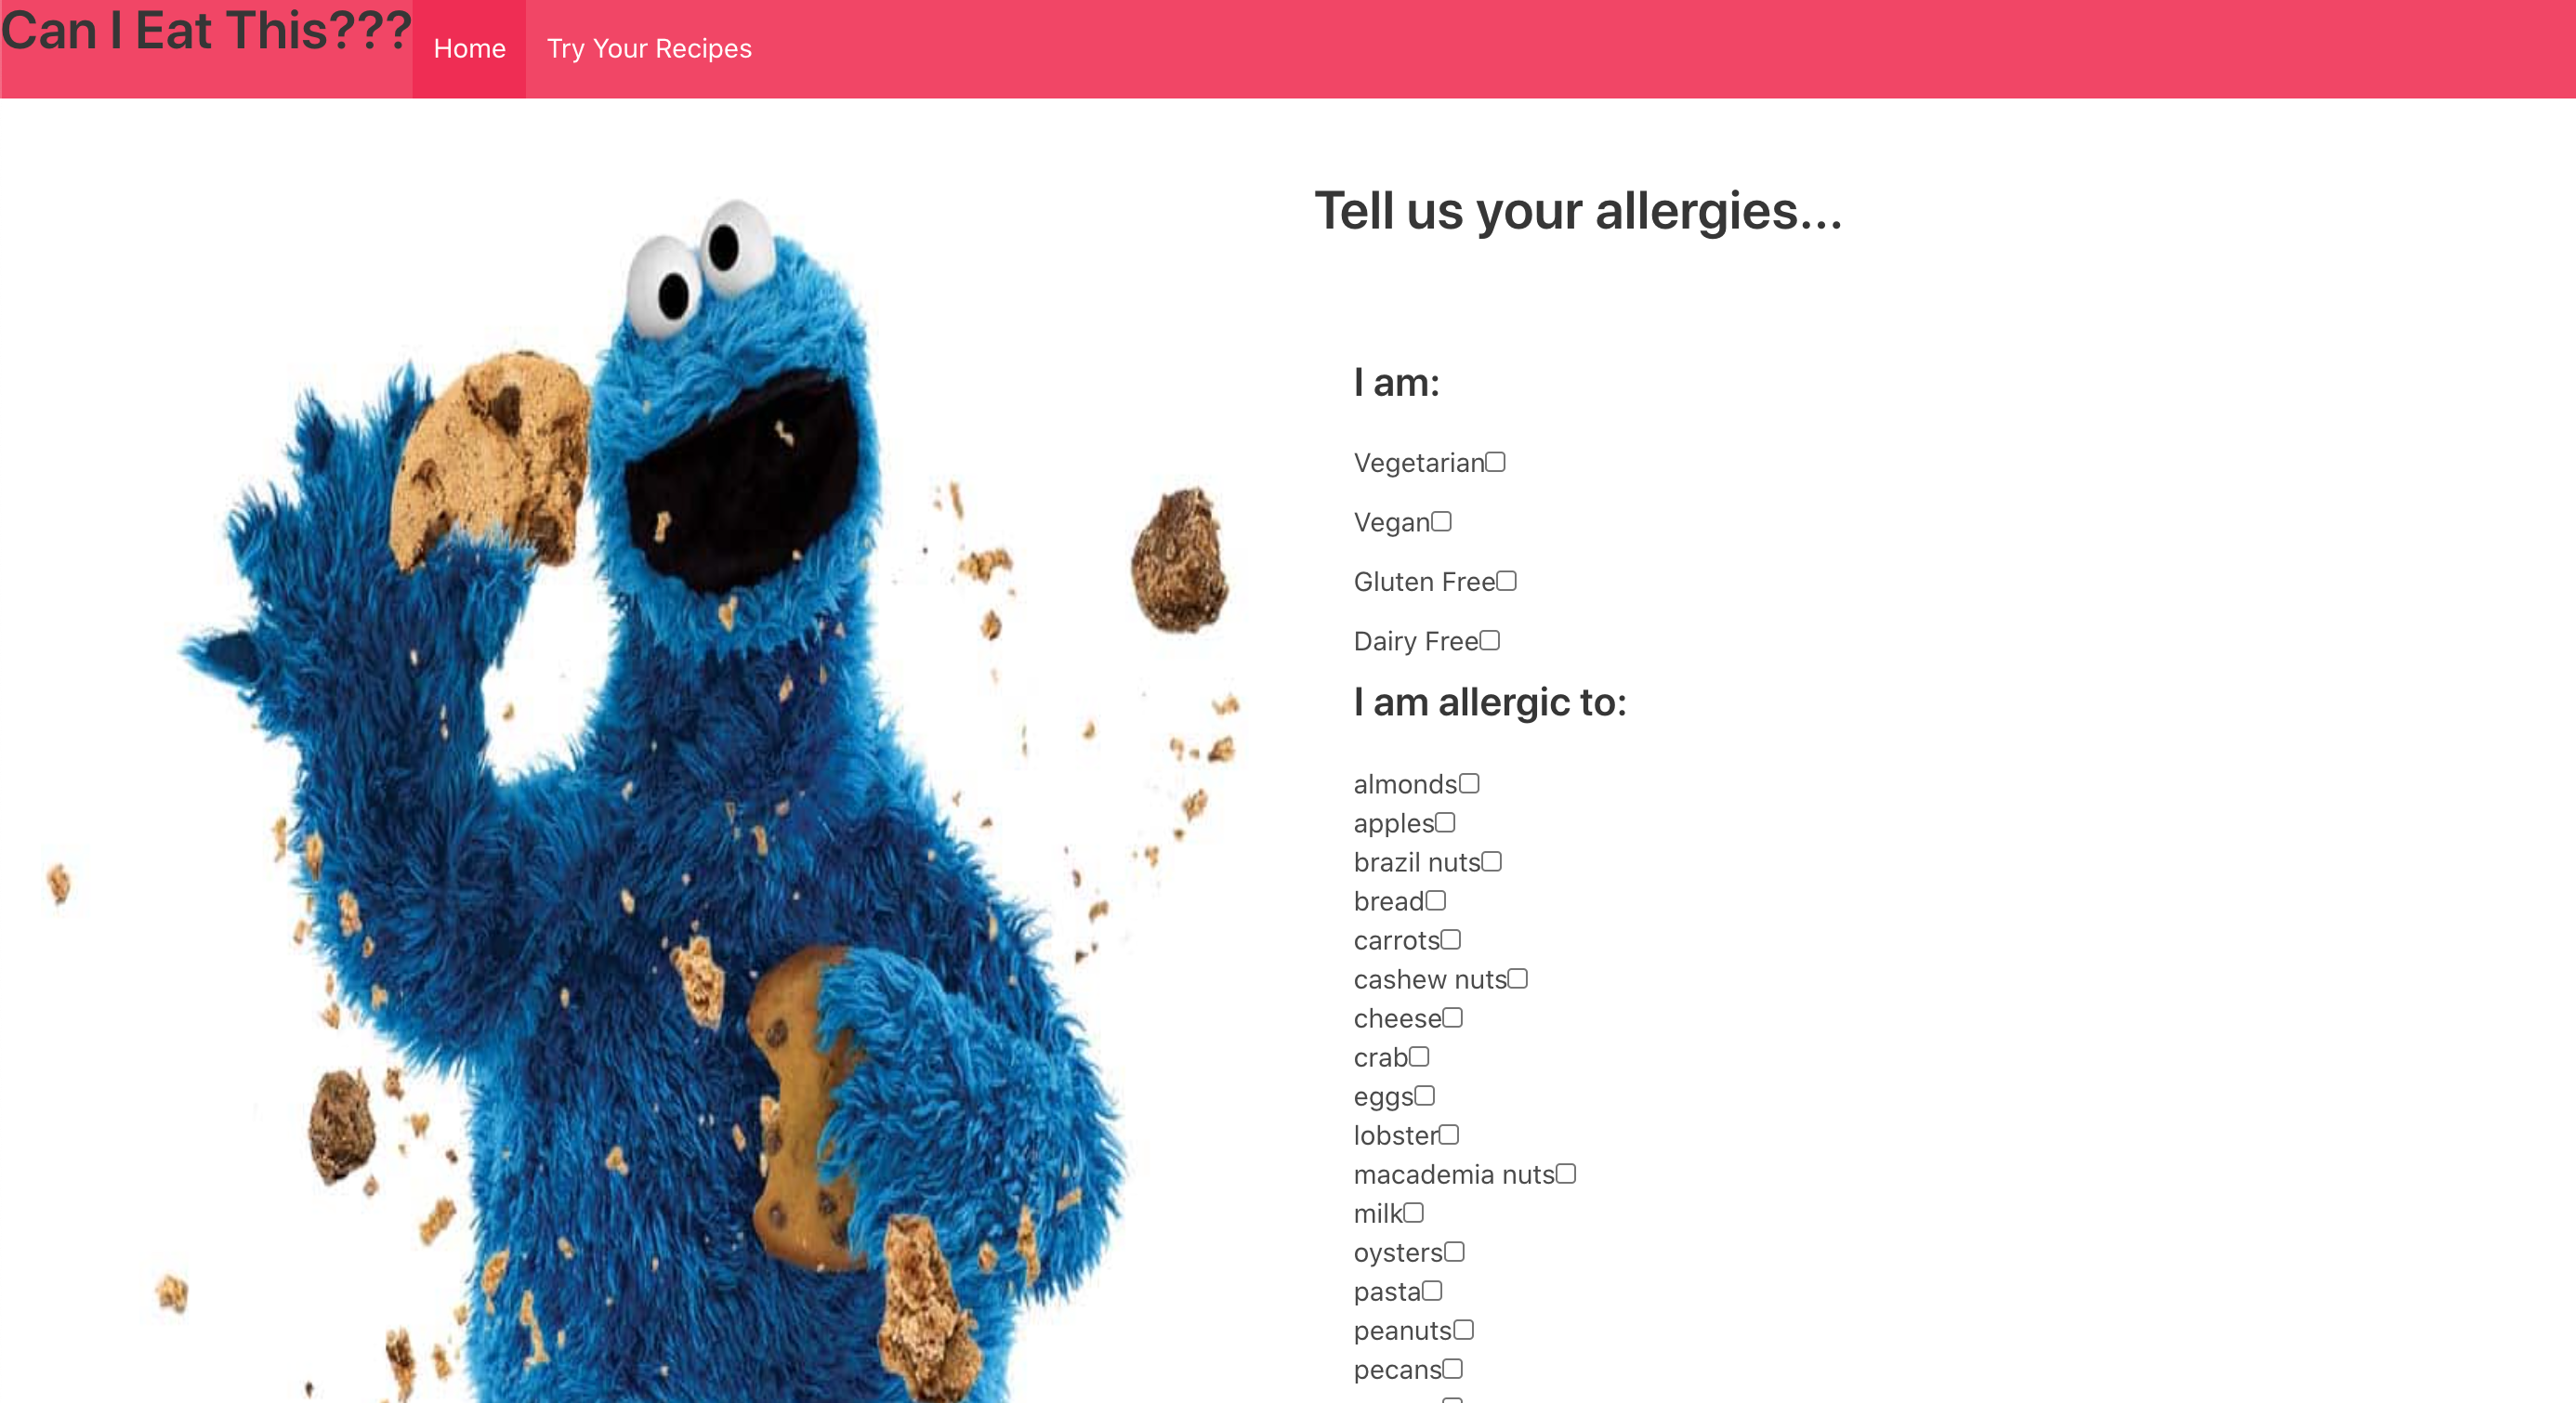 Can I Eat This???
Home
Try Your Recipes
Tell us your allergies...
I am:
Vegetarian
Vegan
Gluten Free
Dairy Free
I am allergic to:
almonds
apples
brazil nuts
bread
carrots
cashew nuts
cheese
crab
eggs
lobster
macademia nuts
milk
oysters
pasta
peanuts
pecans